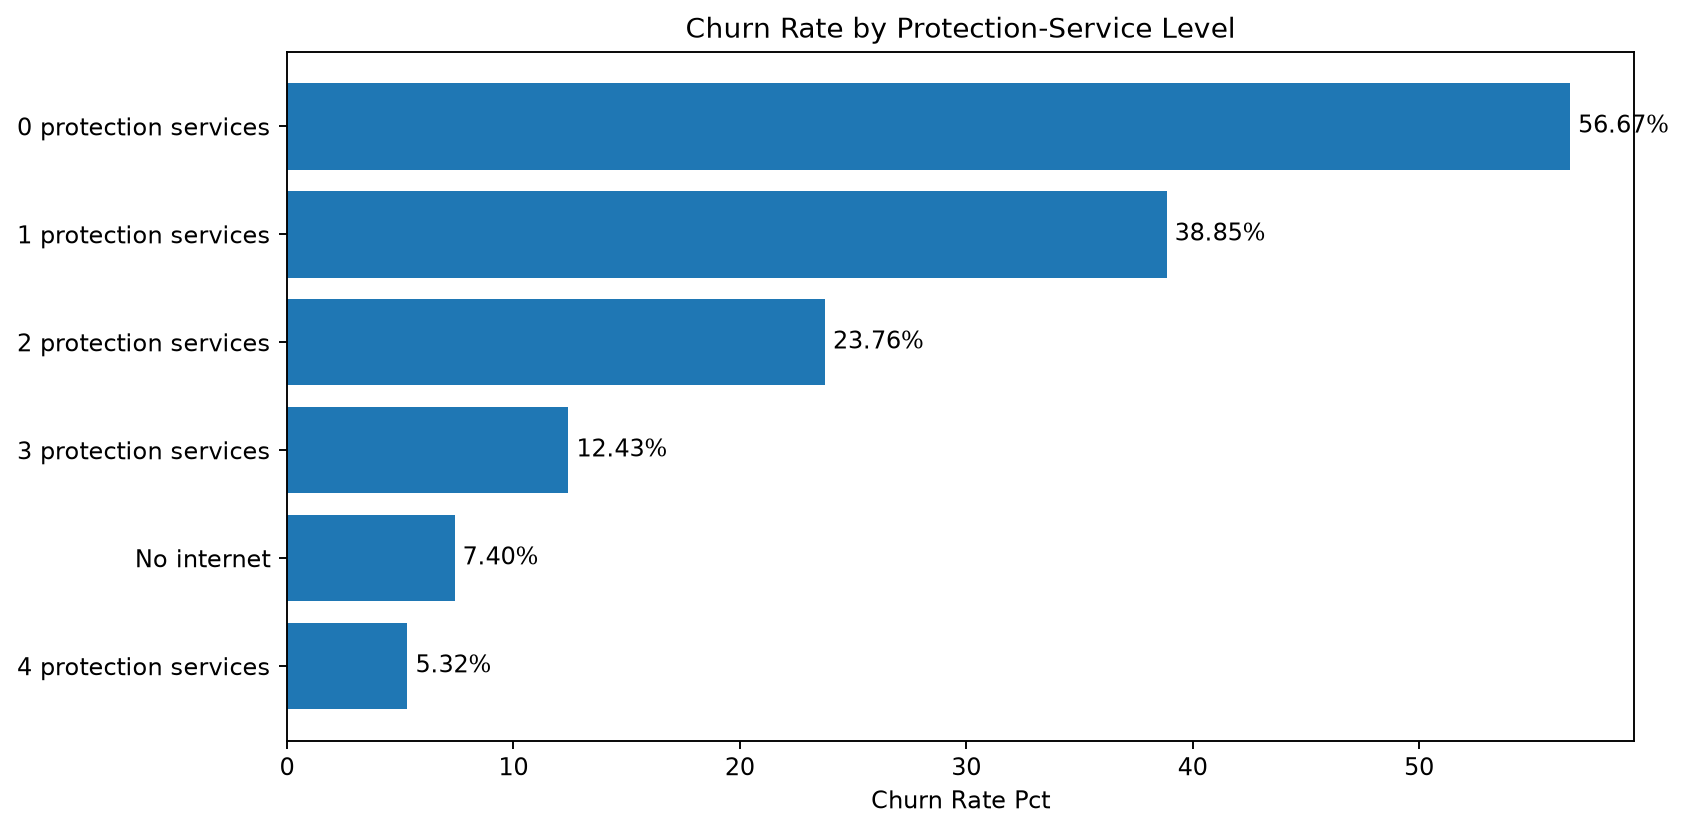 Churn Rate by Protection-Service Level
0 protection services 56.67%
1 protection services 38.85%
2 protection services 23.76%
3 protection services 12.43%
No internet 7.40%
4 protection services 5.32%
0 10 20 30 40 50
Churn Rate Pct